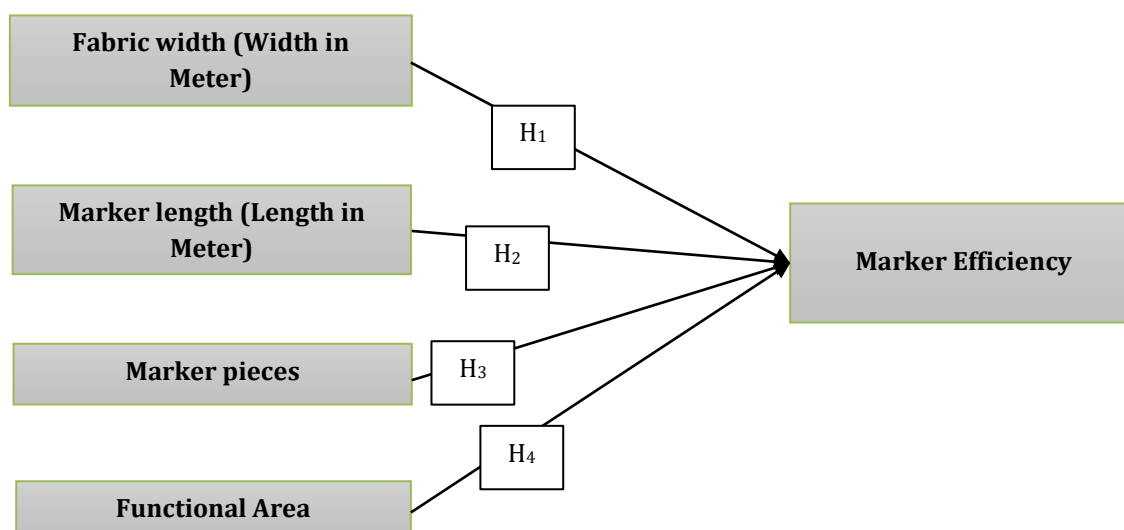 Fabric width (Width in
Meter)
H1
Marker length (Length in
Meter)
H2
Marker Efficiency
Marker pieces
H3
H4
Functional Area